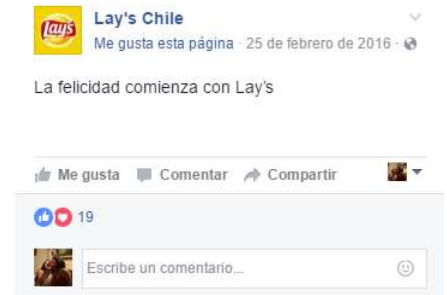 Lay's
Lay's Chile
Me gusta esta página · 25 de febrero de 2016 ·
La felicidad comienza con Lay's
Me gusta Comentar Compartir
19
Escribe un comentario...